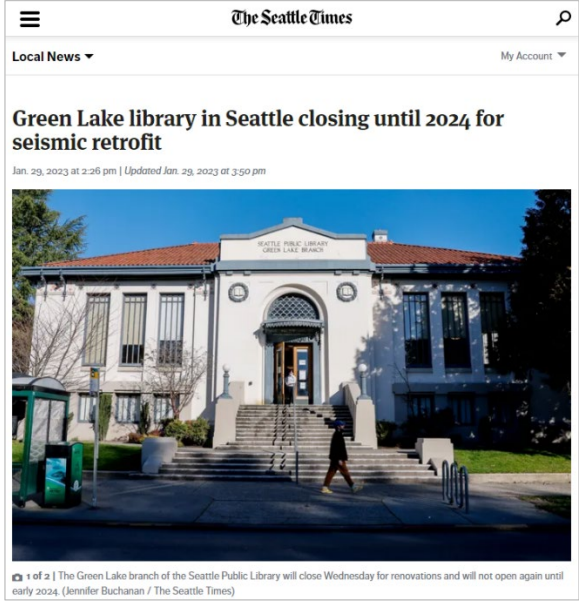 The Seattle Times
Local News
My Account
Green Lake library in Seattle closing until 2024 for
seismic retrofit
Jan. 29, 2023 at 2:26 pm | Updated Jan. 29, 2023 at 3:50 pm
SEATTLE PUBLIC LIBRARY
GREEN LAKE BRANCH
1 of 2 | The Green Lake branch of the Seattle Public Library will close Wednesday for renovations and will not open again until
early 2024. (Jennifer Buchanan / The Seattle Times)